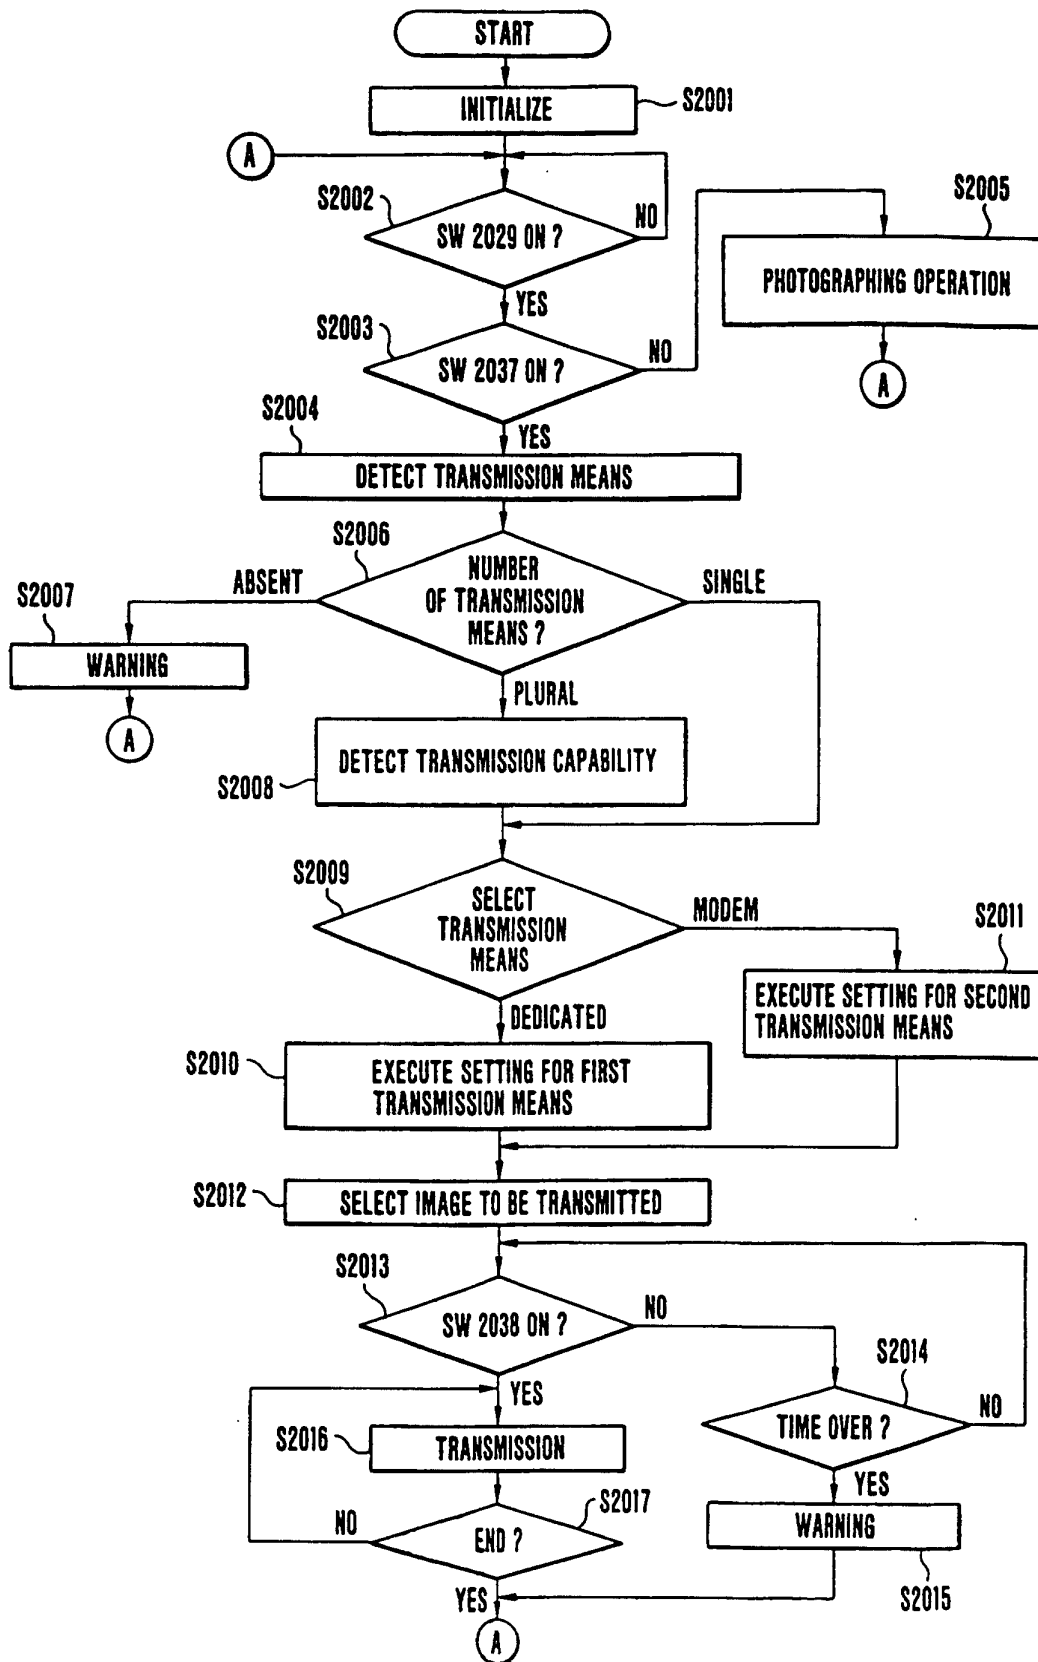 START
INITIALIZE
S2001
A
S2002
SW 2029 ON ?
NO
YES
S2005
PHOTOGRAPHING OPERATION
A
S2003
SW 2037 ON ?
NO
YES
S2004
DETECT TRANSMISSION MEANS
S2006
NUMBER
OF TRANSMISSION
MEANS ?
ABSENT
SINGLE
PLURAL
S2007
WARNING
A
DETECT TRANSMISSION CAPABILITY
S2008
S2009
SELECT
TRANSMISSION
MEANS
MODEM
DEDICATED
S2011
EXECUTE SETTING FOR SECOND
TRANSMISSION MEANS
S2010
EXECUTE SETTING FOR FIRST
TRANSMISSION MEANS
S2012
SELECT IMAGE TO BE TRANSMITTED
S2013
SW 2038 ON ?
NO
YES
S2014
TIME OVER ?
NO
YES
S2016
TRANSMISSION
S2017
END ?
NO
YES
WARNING
S2015
A